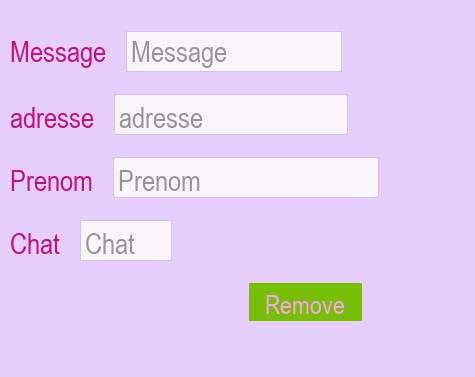 Message Message
adresse adresse
Prenom Prenom
Chat Chat
Remove